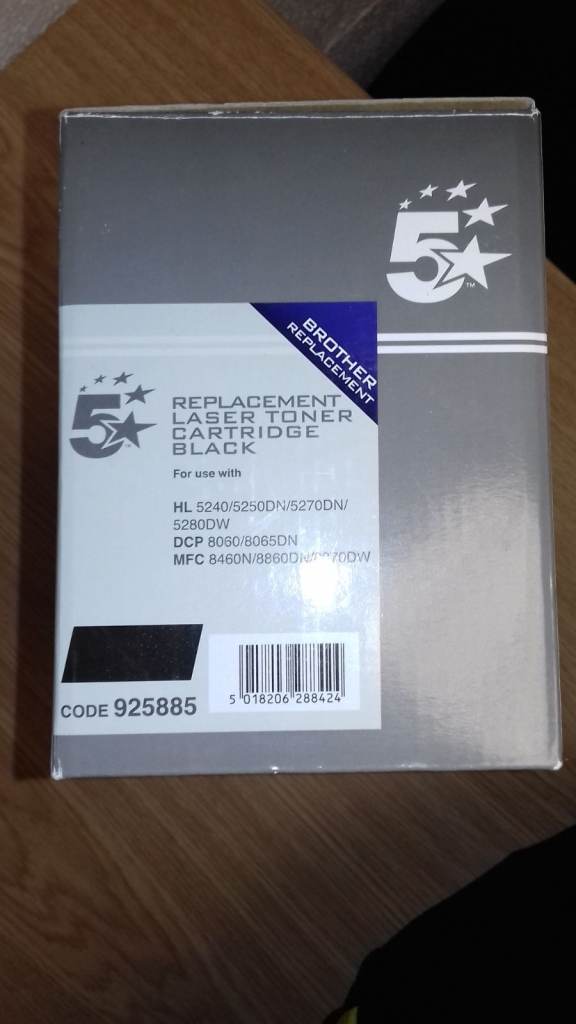 5
TM
BROTHER
REPLACEMENT
5
REPLACEMENT
LASER TONER
CARTRIDGE
BLACK
For use with
HL 5240/5250DN/5270DN/
5280DW
DCP 8060/8065DN
MFC 8460N/8860DN/
CODE 925885
5 018206 288424